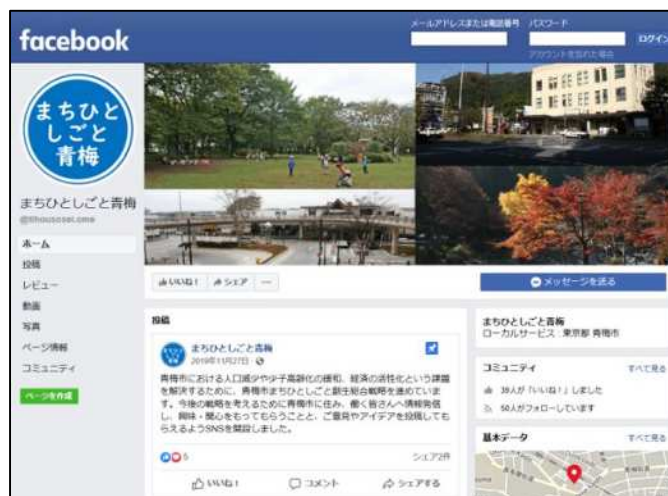 facebook
メールアドレスまたは電話番号
パスワード
ログイン
アカウントを忘れた場合
まちひと
しごと
青梅
まちひとしごと青梅
@tihousosei.ome
ホーム
投稿
レビュー
動画
写真
ページ情報
コミュニティ
ページを作成
いいね！
シェア
メッセージを送る
投稿
まちひとしごと青梅
2019年11月27日
青梅市における人口減少や少子高齢化の緩和、経済の活性化という課題
を解決するために、青梅市まちひとしごと創生総合戦略を進めていま
す。今後の戦略を考えるために青梅市に住み、働く皆さんへ情報発信
し、興味・関心をもってもらうことと、ご意見やアイデアを投稿しても
らえるようSNSを開設しました。
5
シェア2件
いいね！
コメント
シェアする
まちひとしごと青梅
ローカルサービス・東京都 青梅市
コミュニティ
すべて見る
39人が「いいね！」しました
50人がフォローしています
基本データ
すべて見る